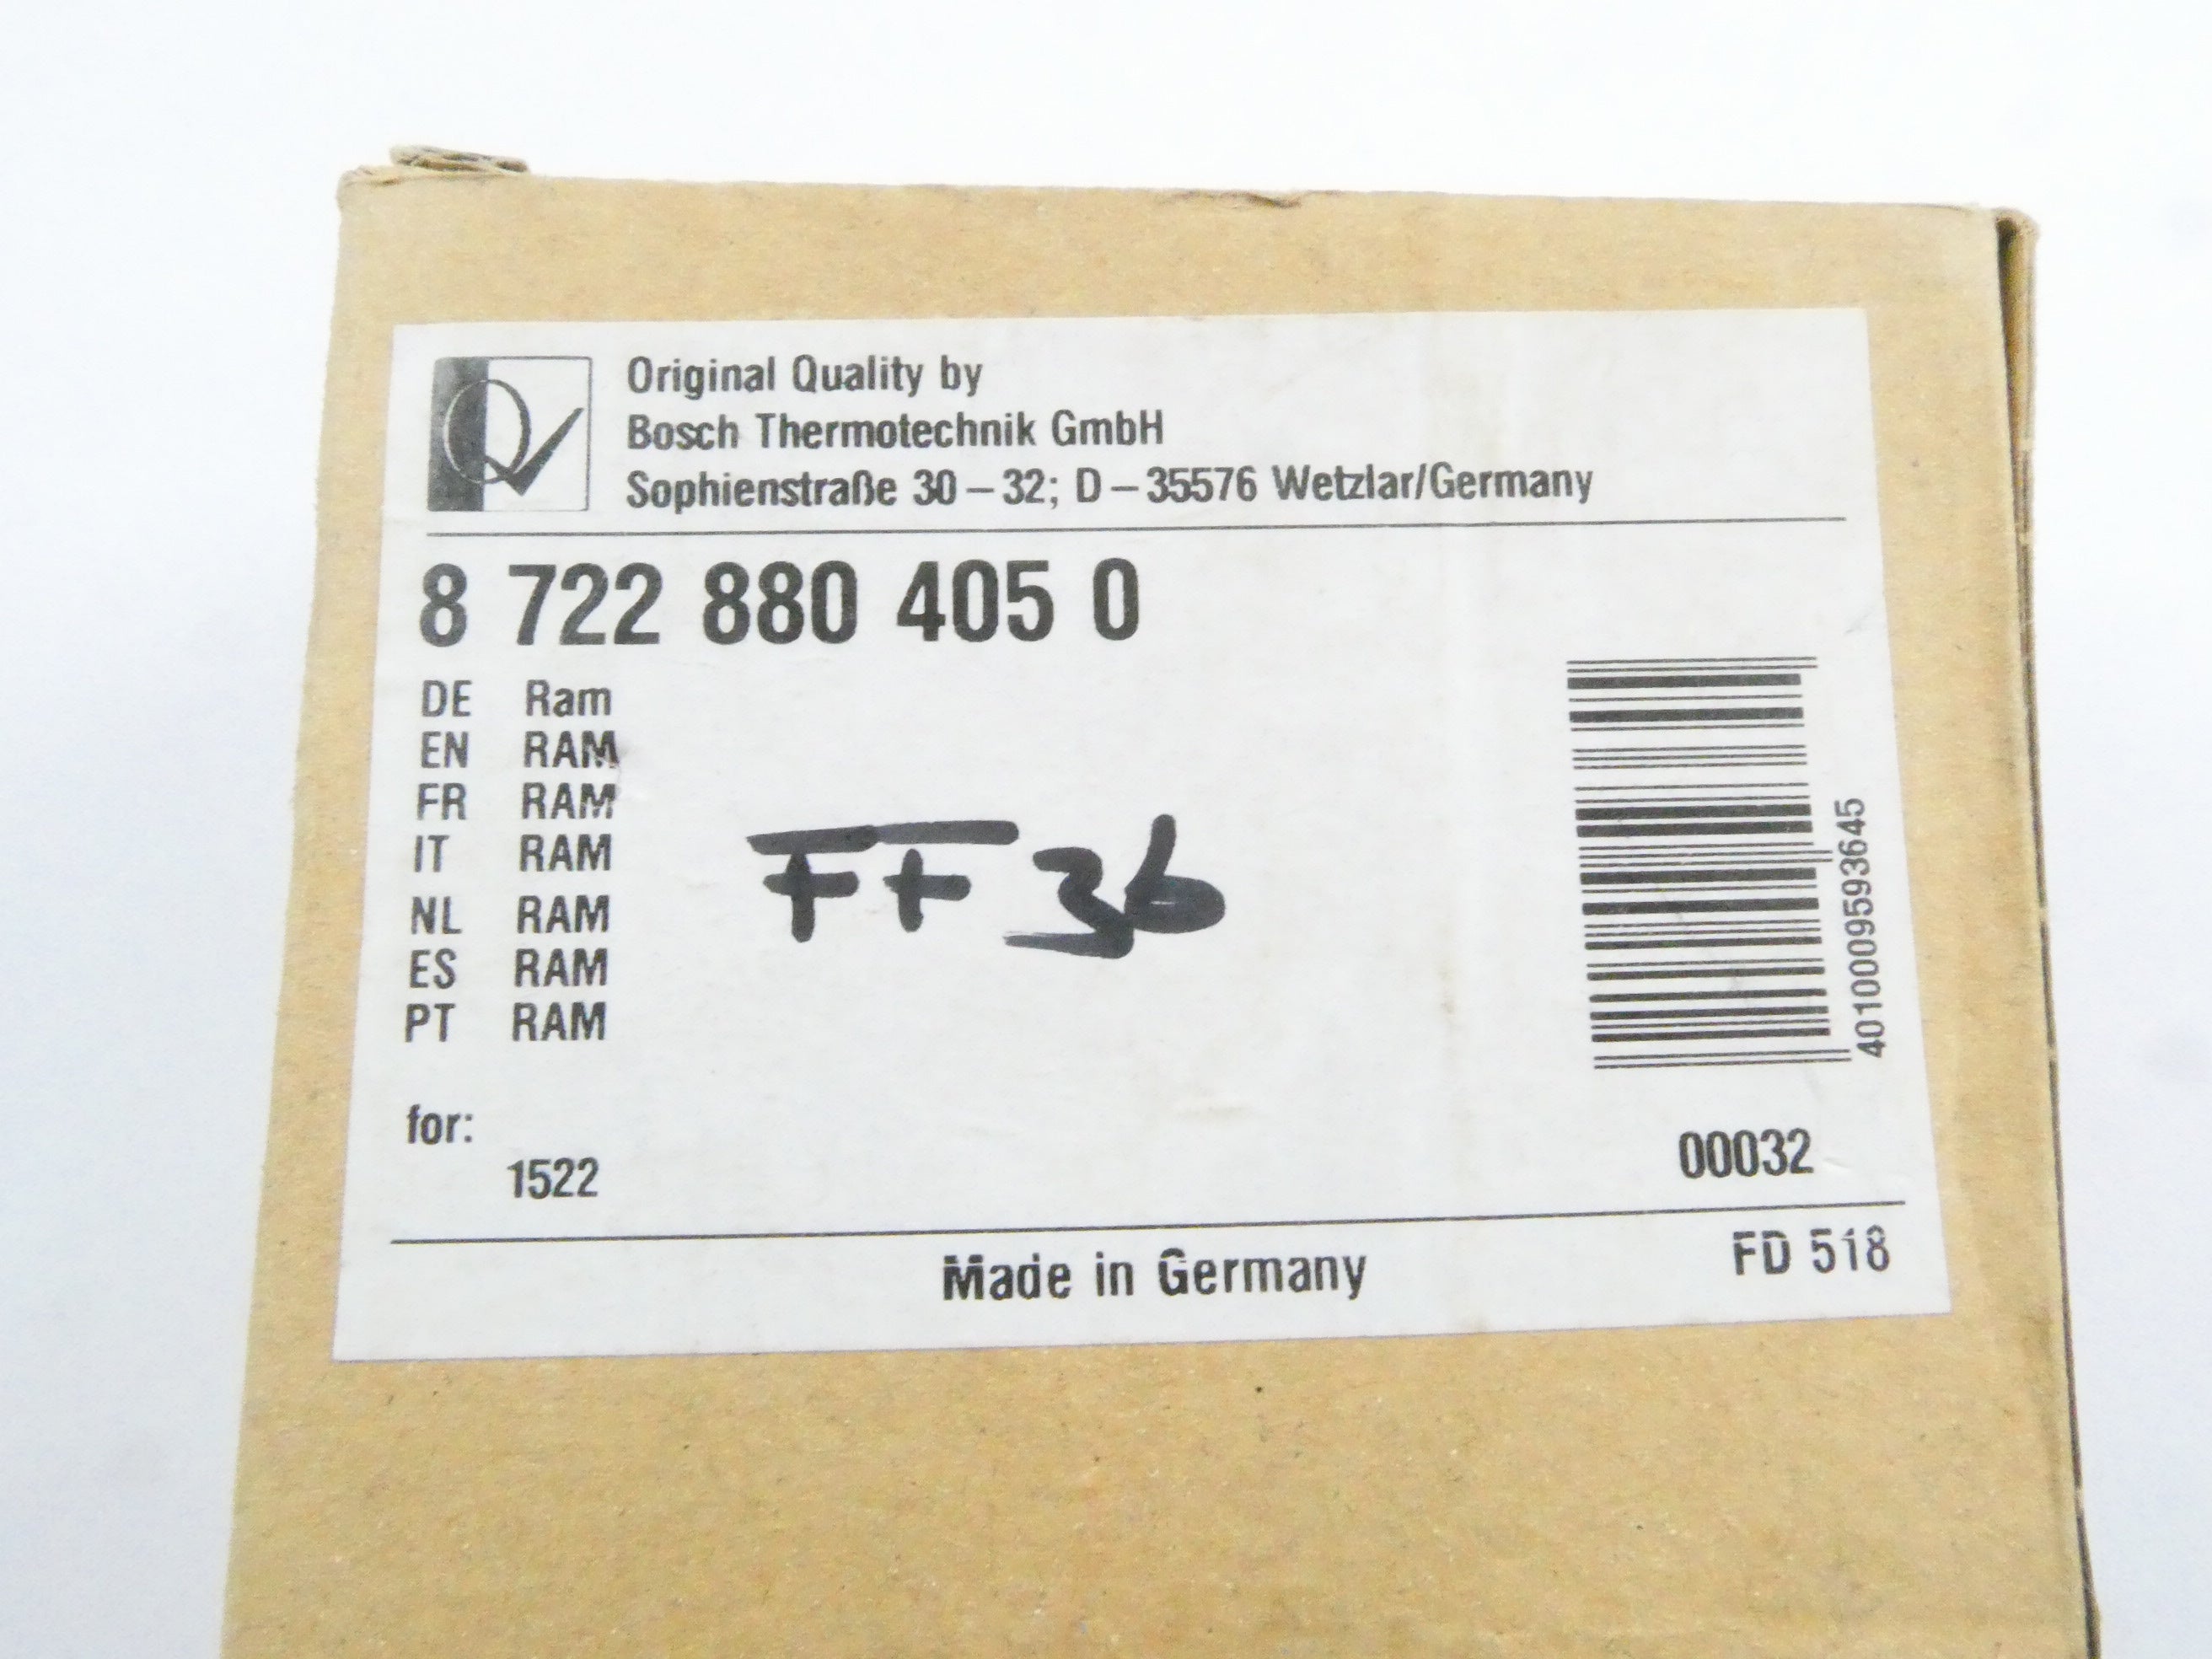 Original Quality by
Bosch Thermotechnik GmbH
Sophienstraße 30 – 32; D – 35576 Wetzlar/Germany
8 722 880 405 0
DE Ram
EN RAM
FR RAM
IT RAM
NL RAM
ES RAM
PT RAM
FF 36
4010009593645
for:
1522
00032
Made in Germany
FD 518